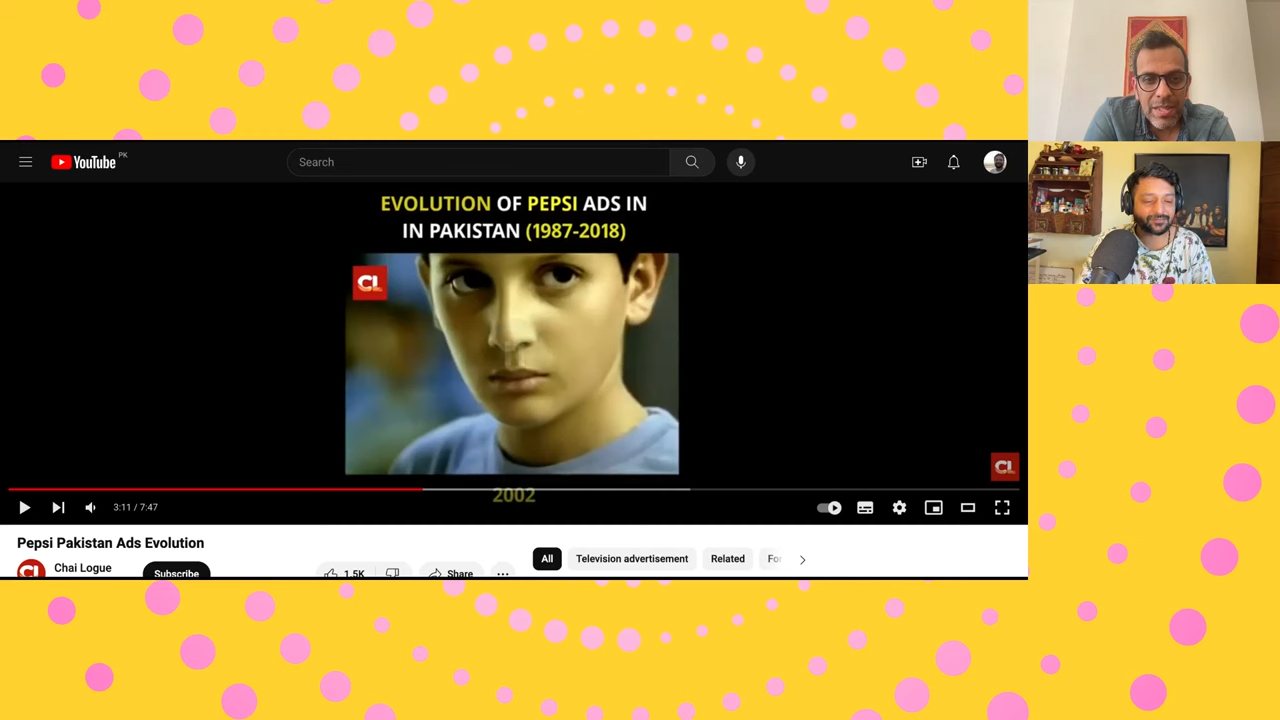 YouTube PK
Search
EVOLUTION OF PEPSI ADS IN
IN PAKISTAN (1987-2018)
CL
CL
2002
3:11 / 7:47
Pepsi Pakistan Ads Evolution
Chai Logue
Subscribe
1.5K
Share
All
Television advertisement
Related
For